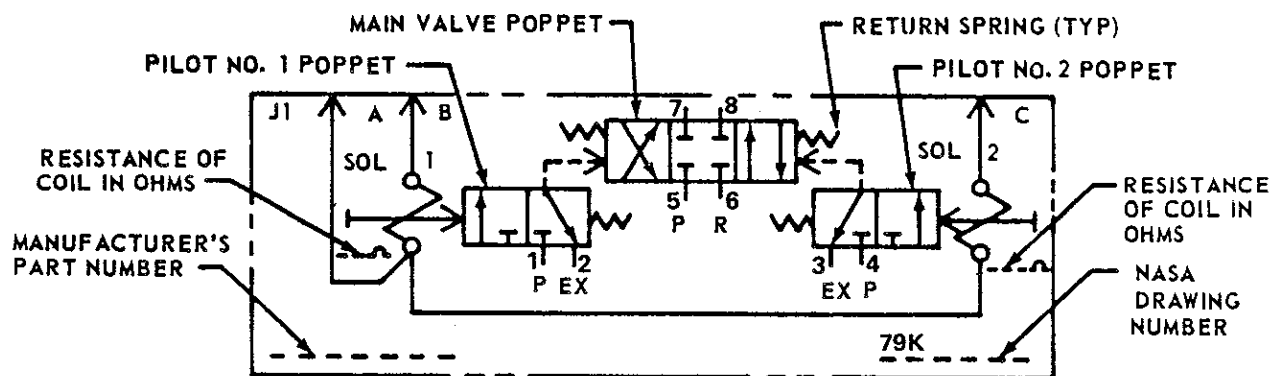 MAIN VALVE POPPET
RETURN SPRING (TYP)
PILOT NO. 1 POPPET
PILOT NO. 2 POPPET
J1 A B 7 8 C
RESISTANCE OF
COIL IN OHMS
SOL 1
SOL 2
5 6
P R
RESISTANCE
OF COIL IN
OHMS
MANUFACTURER'S
PART NUMBER
1 2
P EX
3 4
EX P
NASA
DRAWING
NUMBER
79K